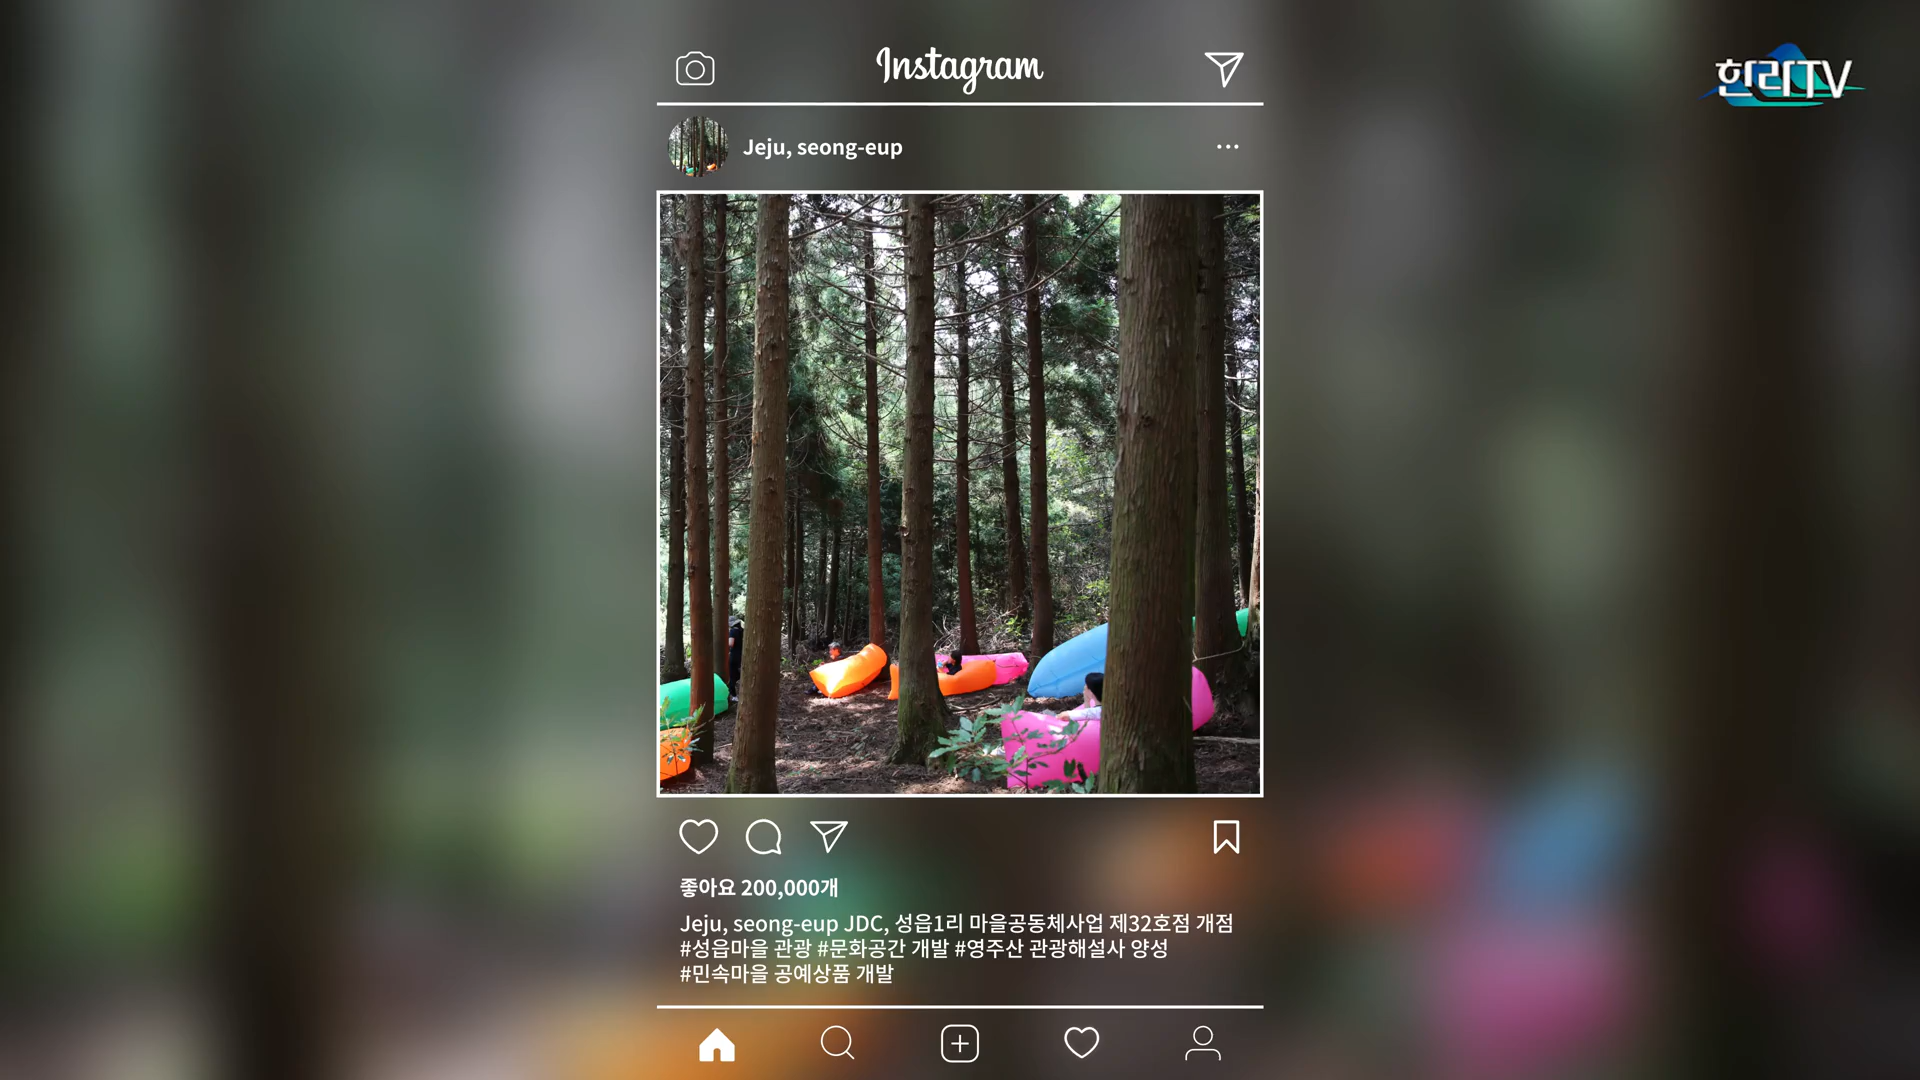 Instagram
한라TV
Jeju, seong-eup
좋아요 200,000개
Jeju, seong-eup JDC, 성읍1리 마을공동체사업 제32호점 개점
#성읍마을 관광 #문화공간 개발 #영주산 관광해설사 양성
#민속마을 공예상품 개발